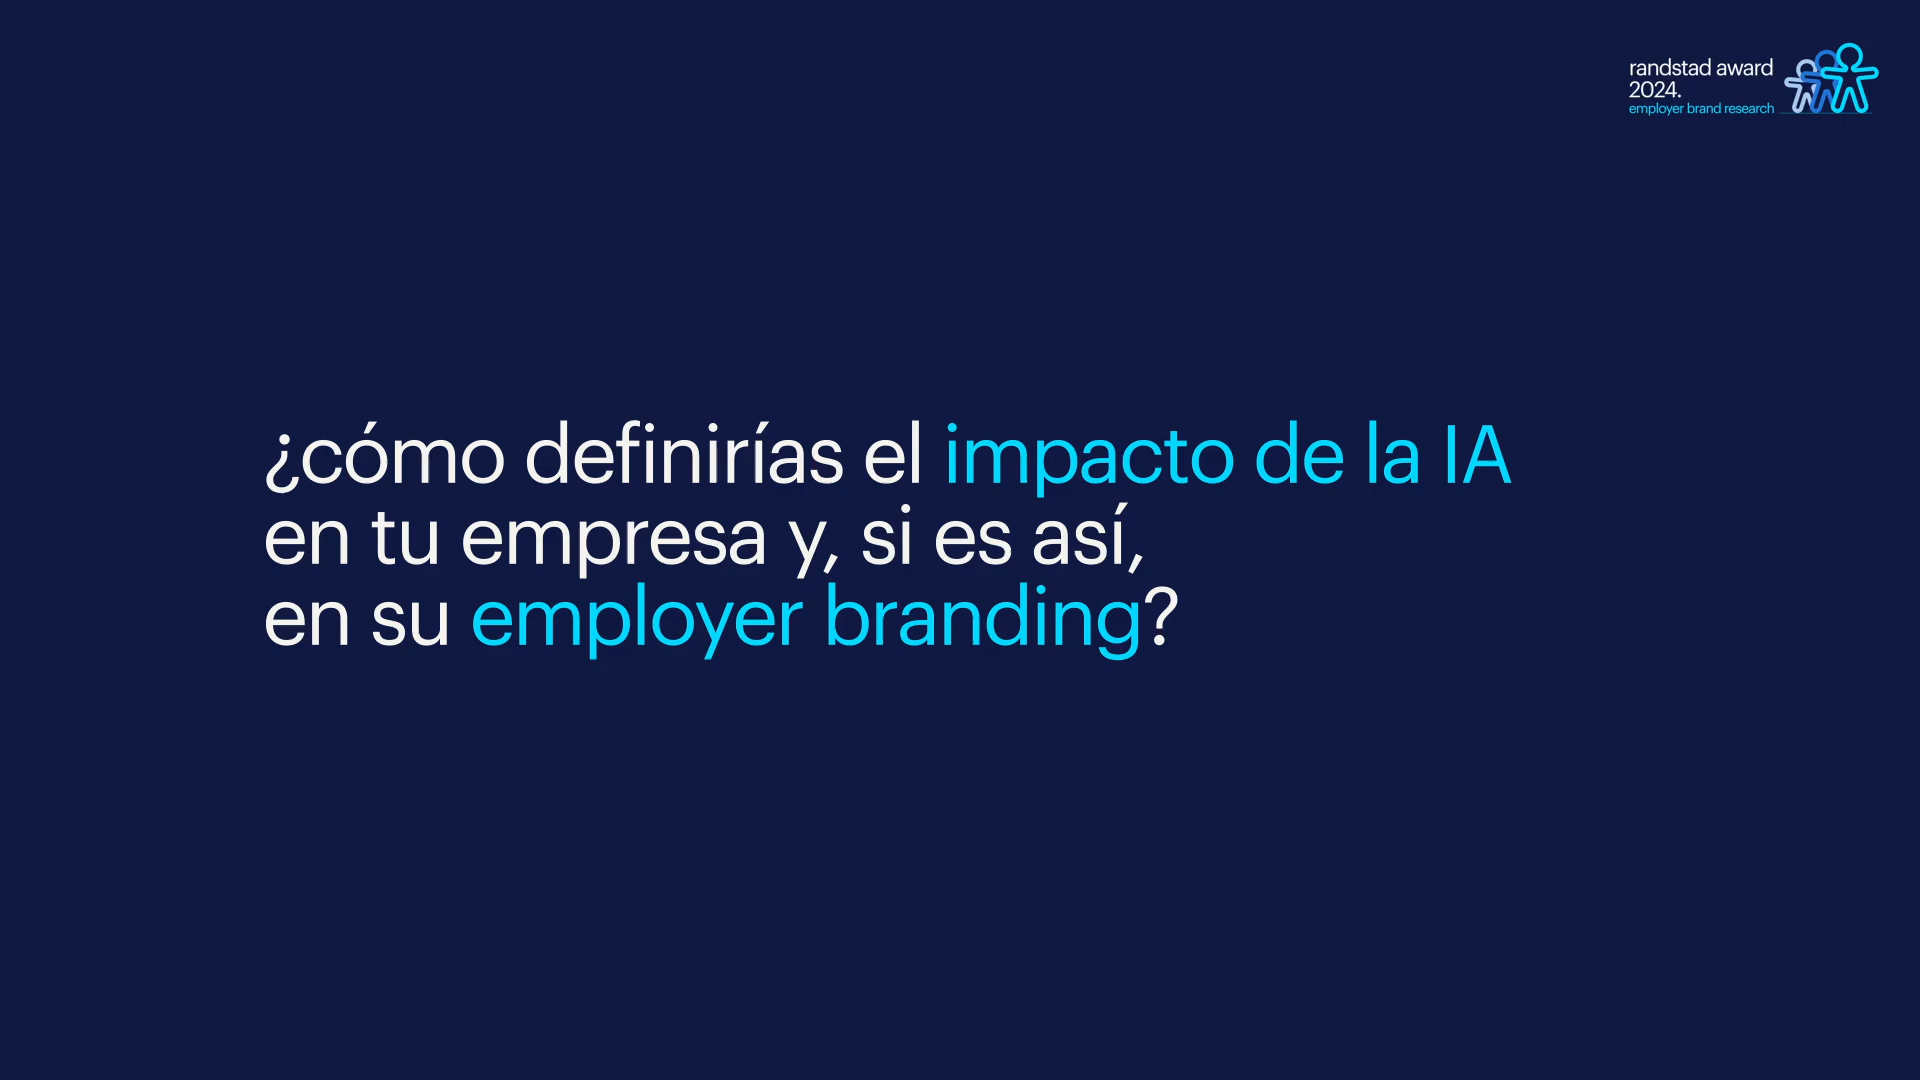 randstad award
2024.
employer brand research
¿cómo definirías el impacto de la IA
en tu empresa y, si es así,
en su employer branding?